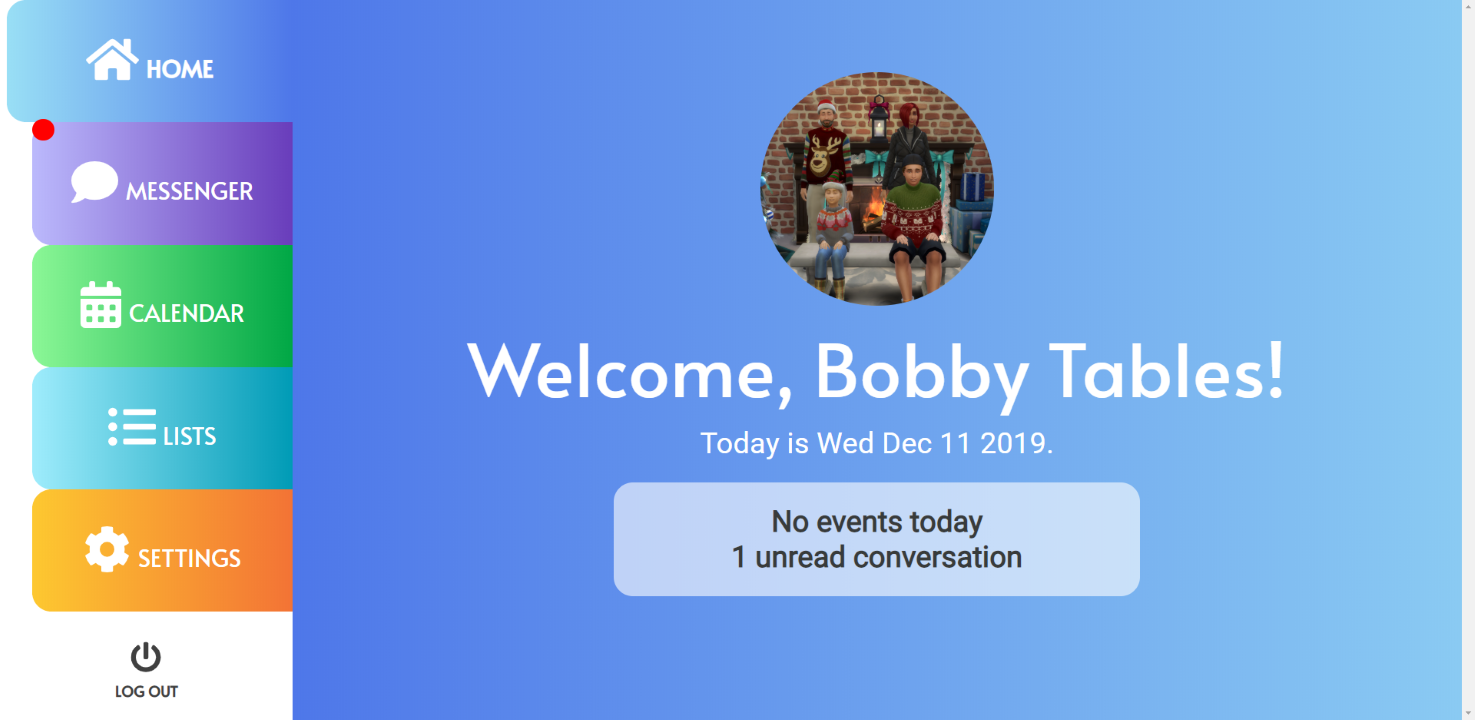 HOME
MESSENGER
CALENDAR
LISTS
SETTINGS
LOG OUT
Welcome, Bobby Tables!
Today is Wed Dec 11 2019.
No events today
1 unread conversation